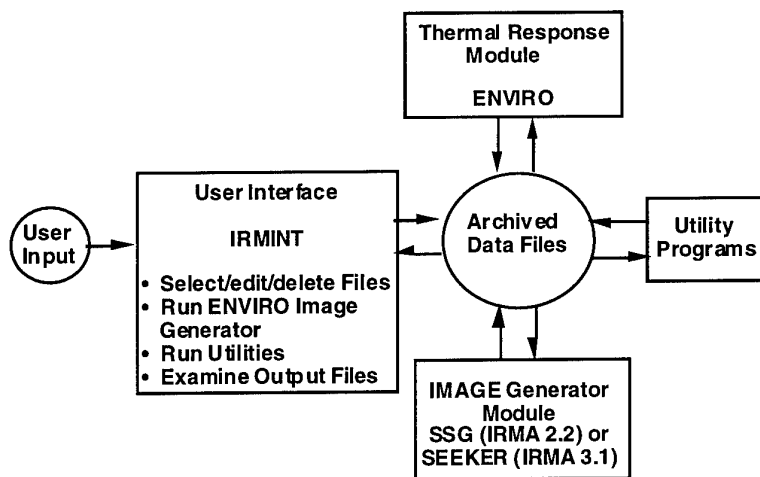 Thermal Response
Module
ENVIRO
User
Input
User Interface
IRMINT
• Select/edit/delete Files
• Run ENVIRO Image
Generator
• Run Utilities
• Examine Output Files
Archived
Data Files
Utility
Programs
IMAGE Generator
Module
SSG (IRMA 2.2) or
SEEKER (IRMA 3.1)